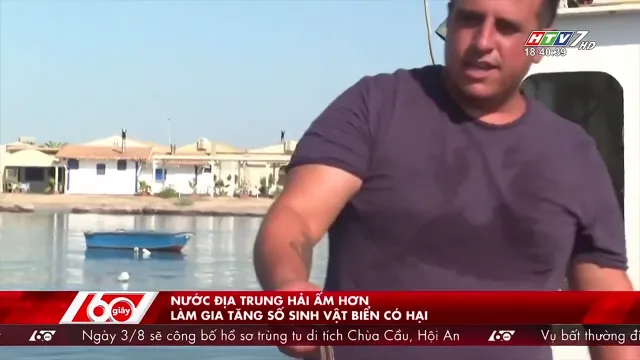 HTV7 HD
18:40:39
60 giây
NƯỚC ĐỊA TRUNG HẢI ẤM HƠN
LÀM GIA TĂNG SỐ SINH VẬT BIỂN CÓ HẠI
60 Ngày 3/8 sẽ công bố hồ sơ trùng tu di tích Chùa Cầu, Hội An 60 Vụ bất thường đ